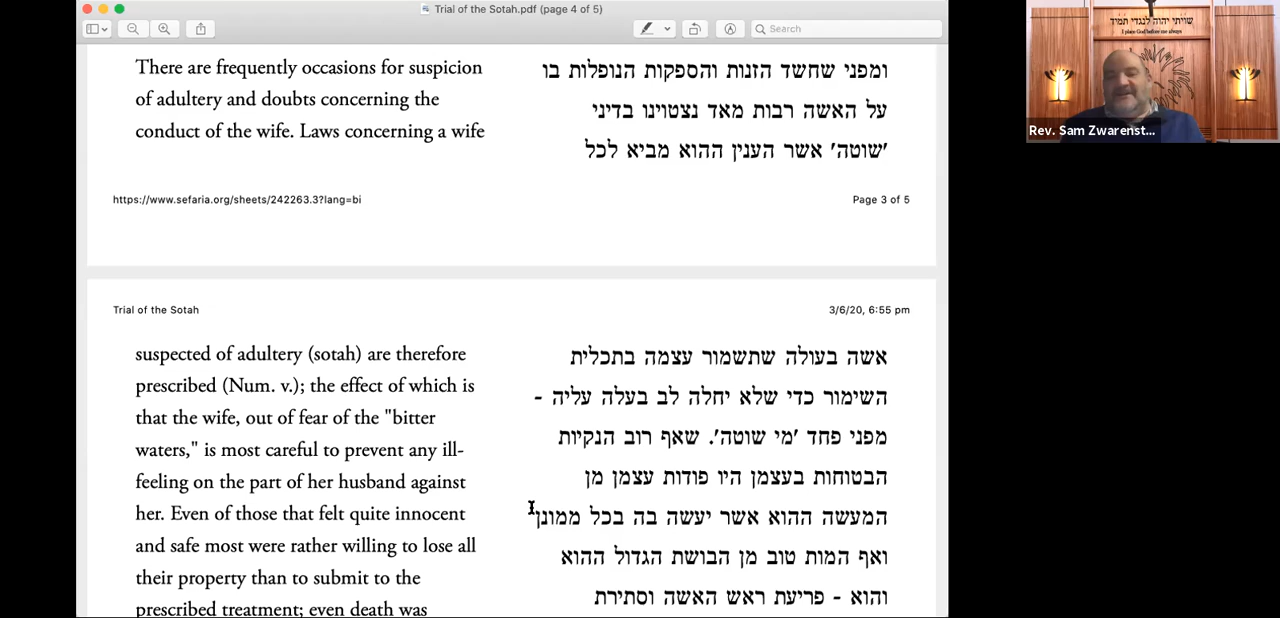 Trial of the Sotah.pdf (page 4 of 5)
Search
There are frequently occasions for suspicion
of adultery and doubts concerning the
conduct of the wife. Laws concerning a wife
ומפני שחשד הזנות והספקות הנופלות בו
על האשה רבות מאד נצטוינו בדיני
'שוטה' אשר הענין ההוא מביא לכל
https://www.sefaria.org/sheets/242263.3?lang=bi
Page 3 of 5
Trial of the Sotah
3/6/20, 6:55 pm
suspected of adultery (sotah) are therefore
prescribed (Num. v.); the effect of which is
that the wife, out of fear of the "bitter
waters," is most careful to prevent any ill-
feeling on the part of her husband against
her. Even of those that felt quite innocent
and safe most were rather willing to lose all
their property than to submit to the
prescribed treatment; even death was
אשה בעולה שתשמור עצמה בתכלית
השימור כדי שלא יחלה לב בעלה עליה -
מפני פחד 'מי שוטה'. שאף רוב הנקיות
הבטוחות בעצמן היו פודות עצמן מן
המעשה ההוא אשר יעשה בה בכל ממונן
ואף המות טוב מן הבושת הגדול ההוא
והוא - פריעת ראש האשה וסתירת
שויתי יהוה לנגדי תמיד
I place God before me always
Rev. Sam Zwarenst...